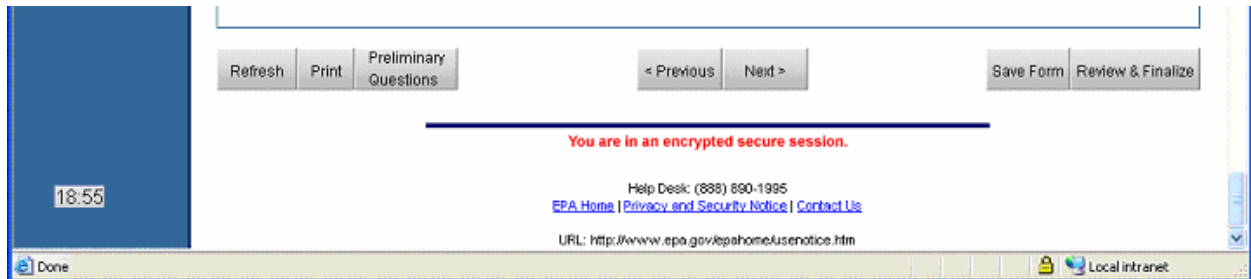 Refresh Print Preliminary Questions < Previous Next > Save Form Review & Finalize
You are in an encrypted secure session.
18:55
Help Desk: (888) 890-1995
EPA Home | Privacy and Security Notice | Contact Us
URL: http://www.epa.gov/epahome/usenotice.htm
Done Local intranet